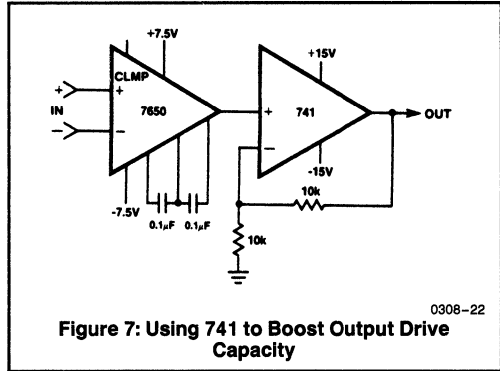 +7.5V
+15V
CLMP
+
+
IN
7650
741
OUT
−
−
-7.5V
-15V
0.1µF
0.1µF
10k
10k
0308–22
Figure 7: Using 741 to Boost Output Drive
Capacity